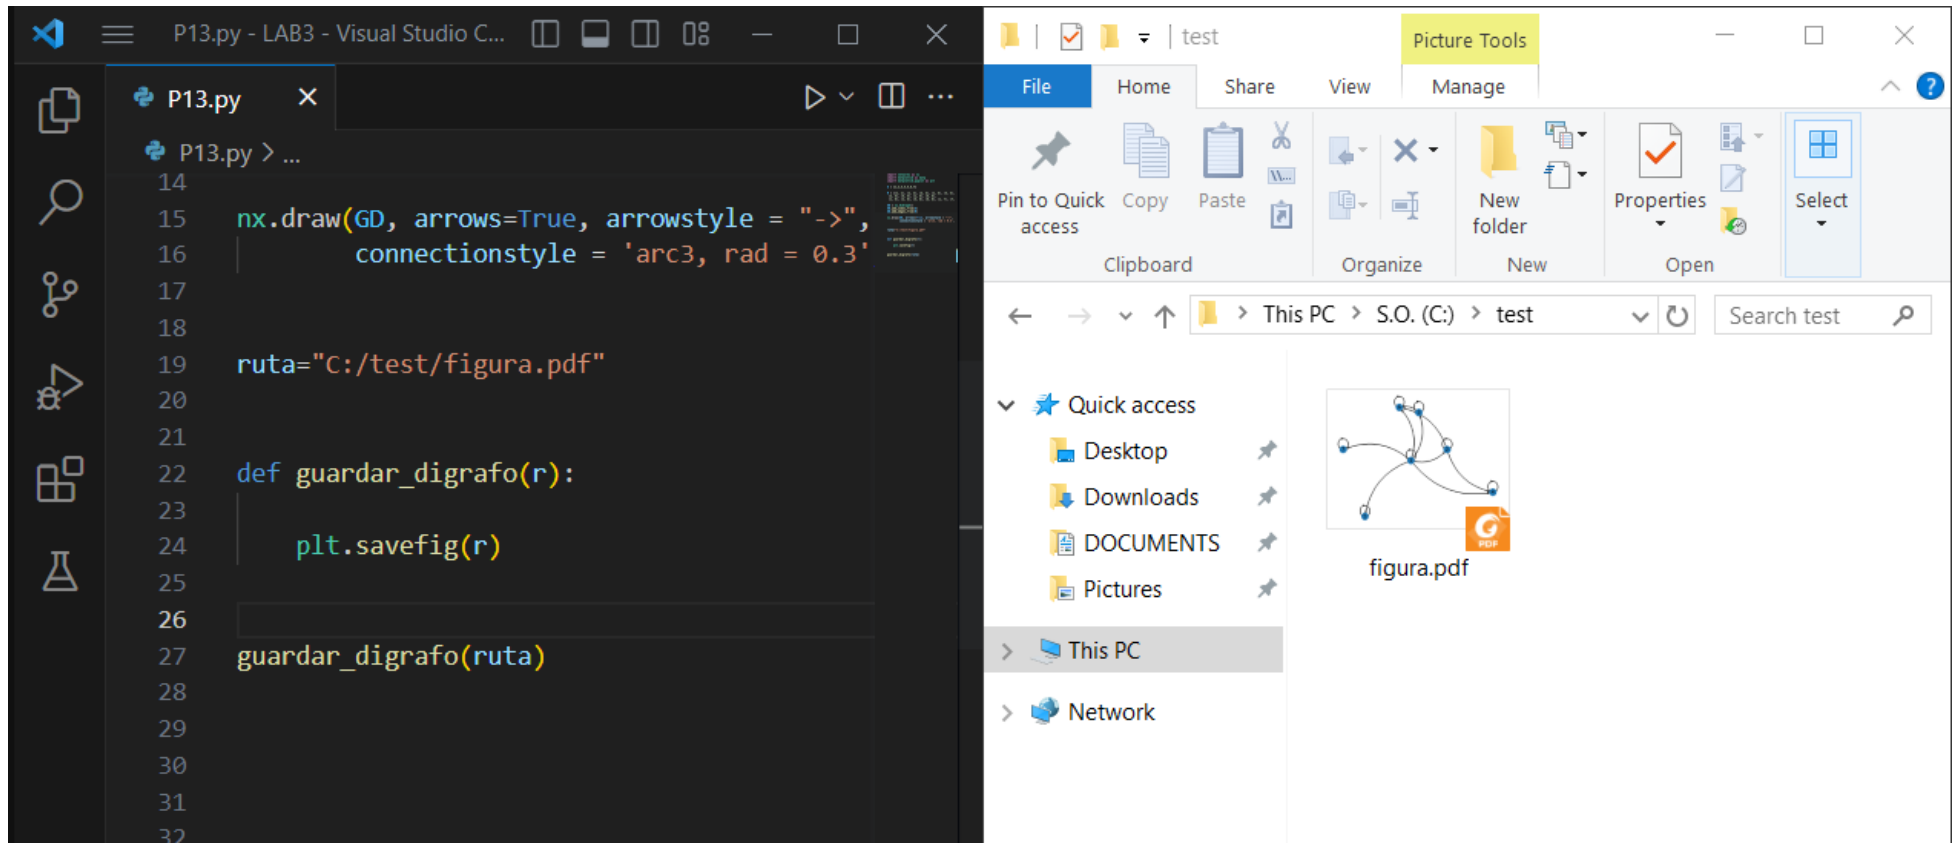 P13.py - LAB3 - Visual Studio C...
P13.py
P13.py > ...
14
15 nx.draw(GD, arrows=True, arrowstyle = "->",
16 connectionstyle = 'arc3, rad = 0.3'
17
18
19 ruta="C:/test/figura.pdf"
20
21
22 def guardar_digrafo(r):
23
24 plt.savefig(r)
25
26
27 guardar_digrafo(ruta)
28
29
30
31
32
test
Picture Tools
File Home Share View Manage
Pin to Quick access
Copy
Paste
New folder
Properties
Select
Clipboard Organize New Open
This PC > S.O. (C:) > test
Search test
Quick access
Desktop
Downloads
DOCUMENTS
Pictures
This PC
Network
PDF
figura.pdf